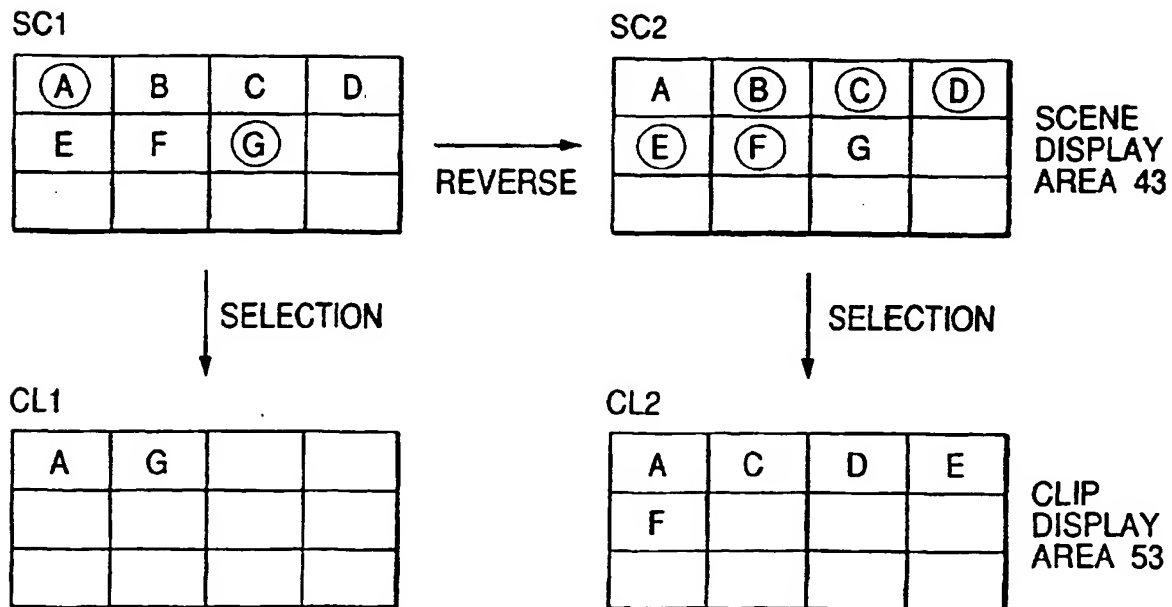 SC1
A B C D
E F G
REVERSE
SC2
A B C D
E F G
SCENE
DISPLAY
AREA 43
SELECTION
SELECTION
CL1
A G
CL2
A C D E
F
CLIP
DISPLAY
AREA 53